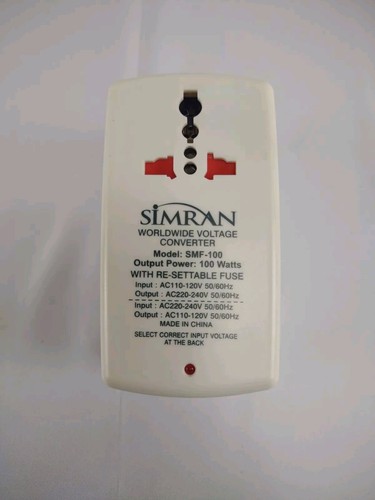 SIMRAN
WORLDWIDE VOLTAGE
CONVERTER
Model: SMF-100
Output Power: 100 Watts
WITH RE-SETTABLE FUSE
Input : AC110-120V 50/60Hz
Output : AC220-240V 50/60Hz
Input : AC220-240V 50/60Hz
Output : AC110-120V 50/60Hz
MADE IN CHINA
SELECT CORRECT INPUT VOLTAGE
AT THE BACK